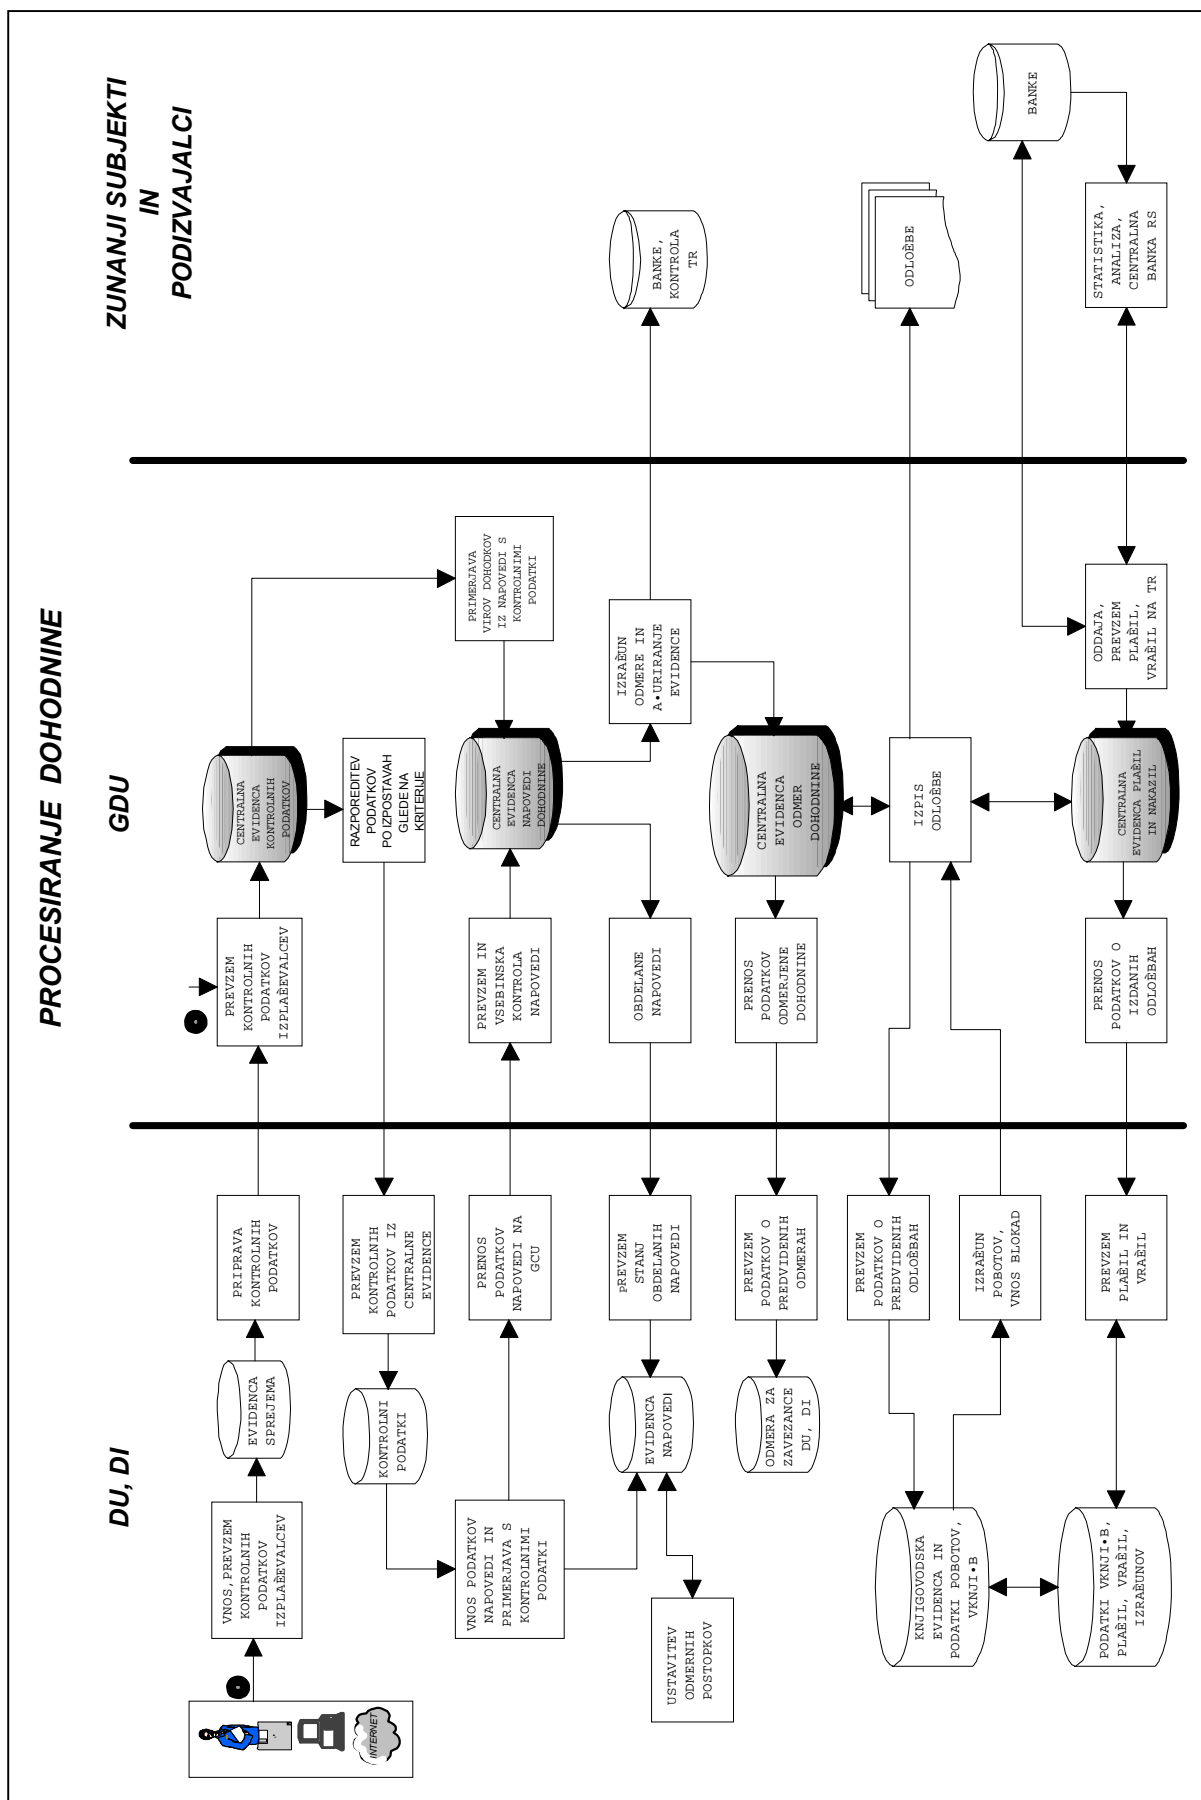 PROCESIRANJE DOHODNINE
DU, DI
GDU
ZUNANJI SUBJEKTI
IN
PODIZVAJALCI
INTERNET
VNOS, PREVZEM
KONTROLNIH
PODATKOV
IZPLAÈEVALCEV
EVIDENCA
SPREJEMA
PRIPRAVA
KONTROLNIH
PODATKOV
PREVZEM
KONTROLNIH
PODATKOV
IZPLAÈEVALCEV
CENTRALNA
EVIDENCA
KONTROLNIH
PODATKOV
KONTROLNI
PODATKI
PREVZEM
KONTROLNIH
PODATKOV IZ
CENTRALNE
EVIDENCE
RAZPOREDITEV
PODATKOV
PO IZPOSTAVAH
GLEDE NA
KRITERIJE
VNOS PODATKOV
NAPOVEDI IN
PRIMERJAVA S
KONTROLNIMI
PODATKI
PRENOS
PODATKOV
NAPOVEDI NA
GCU
PREVZEM IN
VSEBINSKA
KONTROLA
NAPOVEDI
CENTRALNA
EVIDENCA
NAPOVEDI
DOHODNINE
PRIMERJAVA
VIROV DOHODKOV
IZ NAPOVEDI S
KONTROLNIMI
PODATKI
USTAVITEV
ODMERNIH
POSTOPKOV
EVIDENCA
NAPOVEDI
PREVZEM
STANJ
OBDELANIH
NAPOVEDI
OBDELANE
NAPOVEDI
IZRAÈUN
ODMERE IN
A•URIRANJE
EVIDENCE
BANKE,
KONTROLA
TR
ODMERA ZA
ZAVEZANCE
DU, DI
PREVZEM
PODATKOV O
PREDVIDENIH
ODMERAH
PRENOS
PODATKOV
ODMERJENE
DOHODNINE
CENTRALNA
EVIDENCA
ODMER
DOHODNINE
KNJIGOVODSKA
EVIDENCA IN
PODATKI POBOTOV,
VKNJI•B
PREVZEM
PODATKOV O
PREDVIDENIH
ODLOÈBAH
IZRAÈUN
POBOTOV,
VNOS BLOKAD
IZPIS
ODLOÈBE
ODLOÈBE
PODATKI VKNJI•B,
PLAÈIL, VRAÈIL,
IZRAÈUNOV
PREVZEM
PLAÈIL IN
VRAÈIL
PRENOS
PODATKOV O
IZDANIH
ODLOÈBAH
CENTRALNA
EVIDENCA PLAÈIL
IN NAKAZIL
ODDAJA,
PREVZEM
PLAÈIL,
VRAÈIL NA TR
STATISTIKA,
ANALIZA,
CENTRALNA
BANKA RS
BANKE